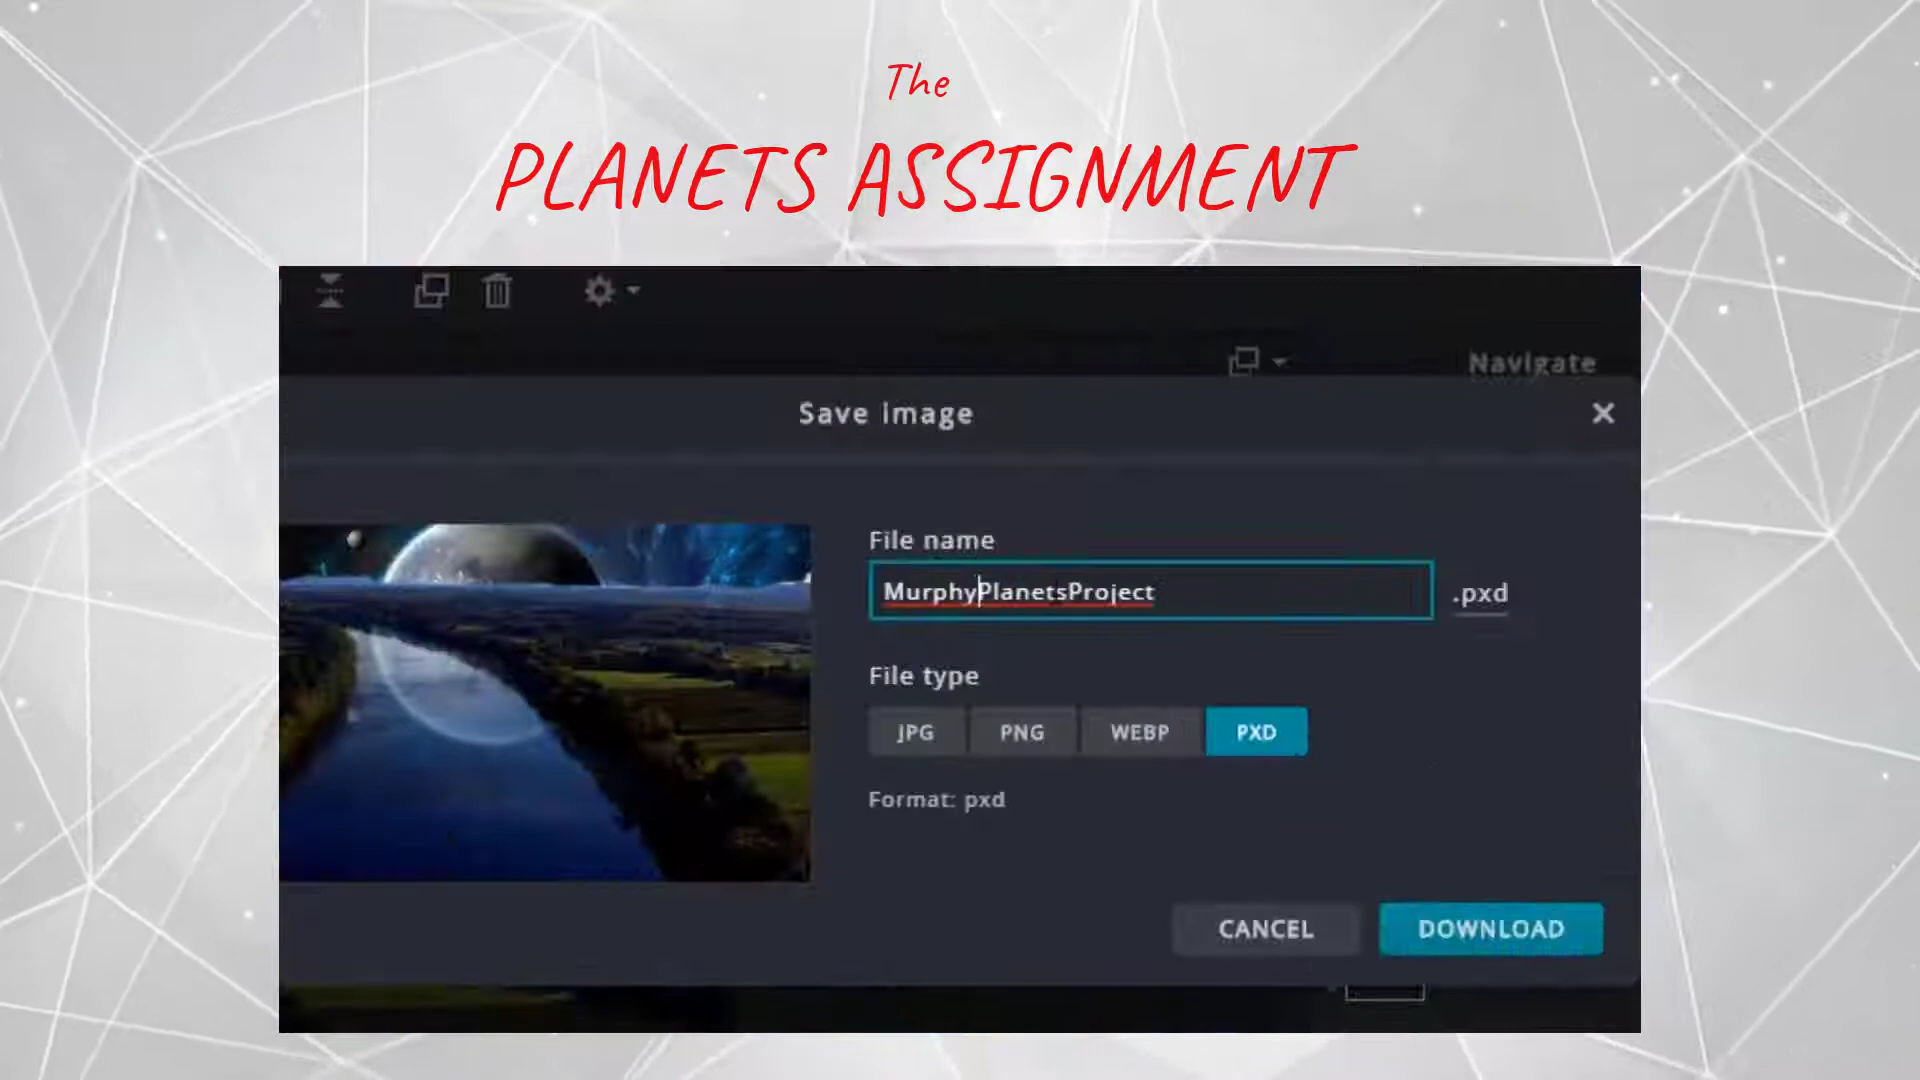 The
PLANETS ASSIGNMENT
Navigate
Save image
File name
MurphyPlanetsProject .pxd
File type
JPG PNG WEBP PXD
Format: pxd
CANCEL DOWNLOAD